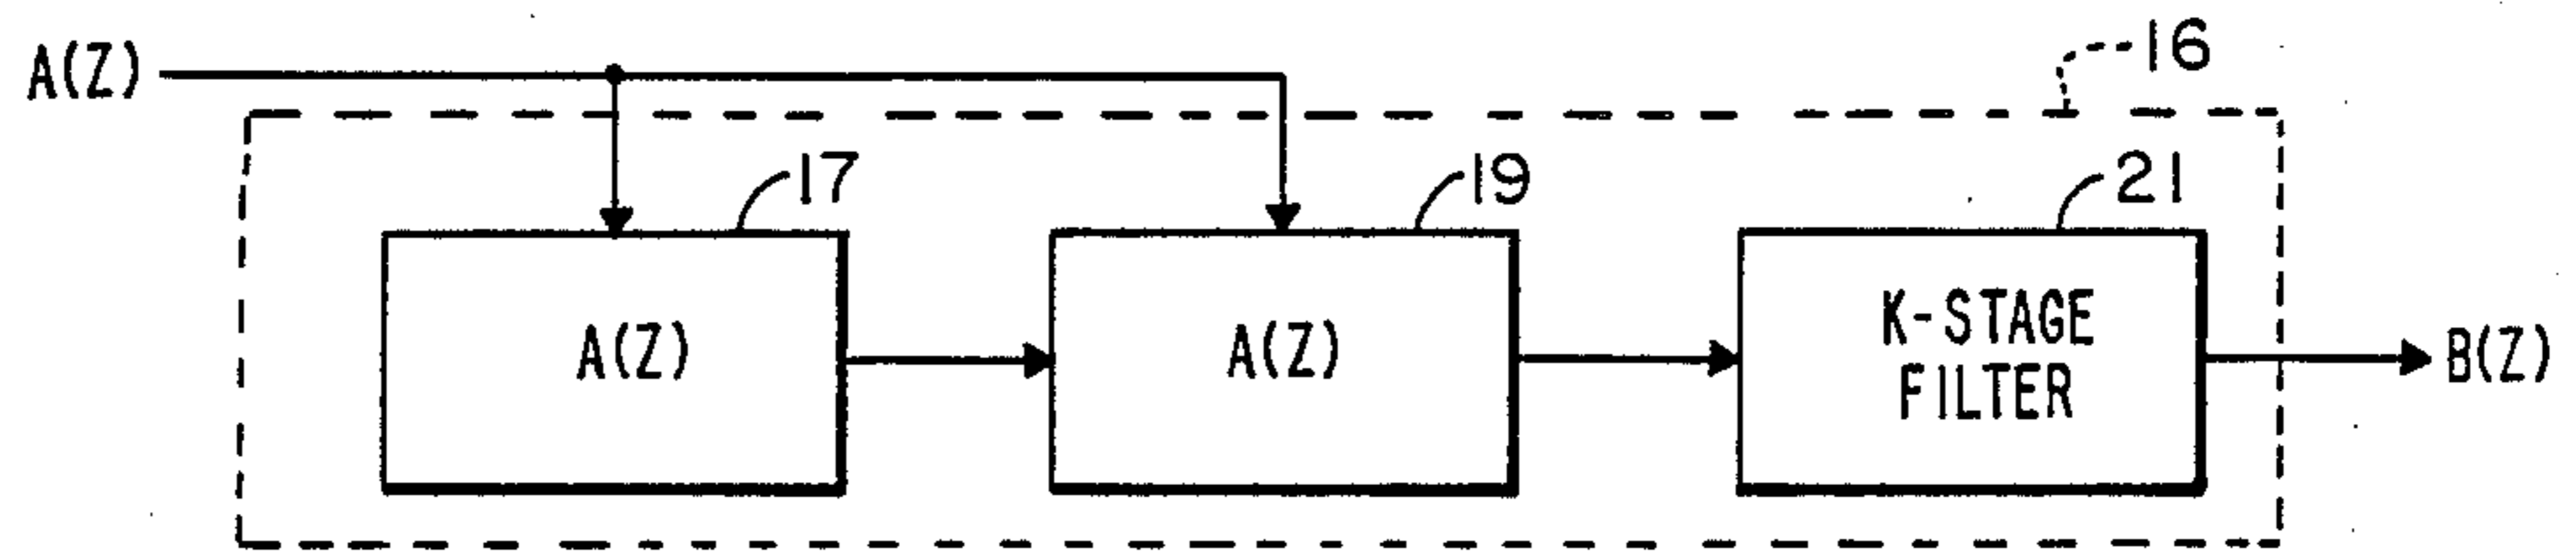 A(Z)
16
17
19
21
A(Z)
A(Z)
K-STAGE
FILTER
B(Z)